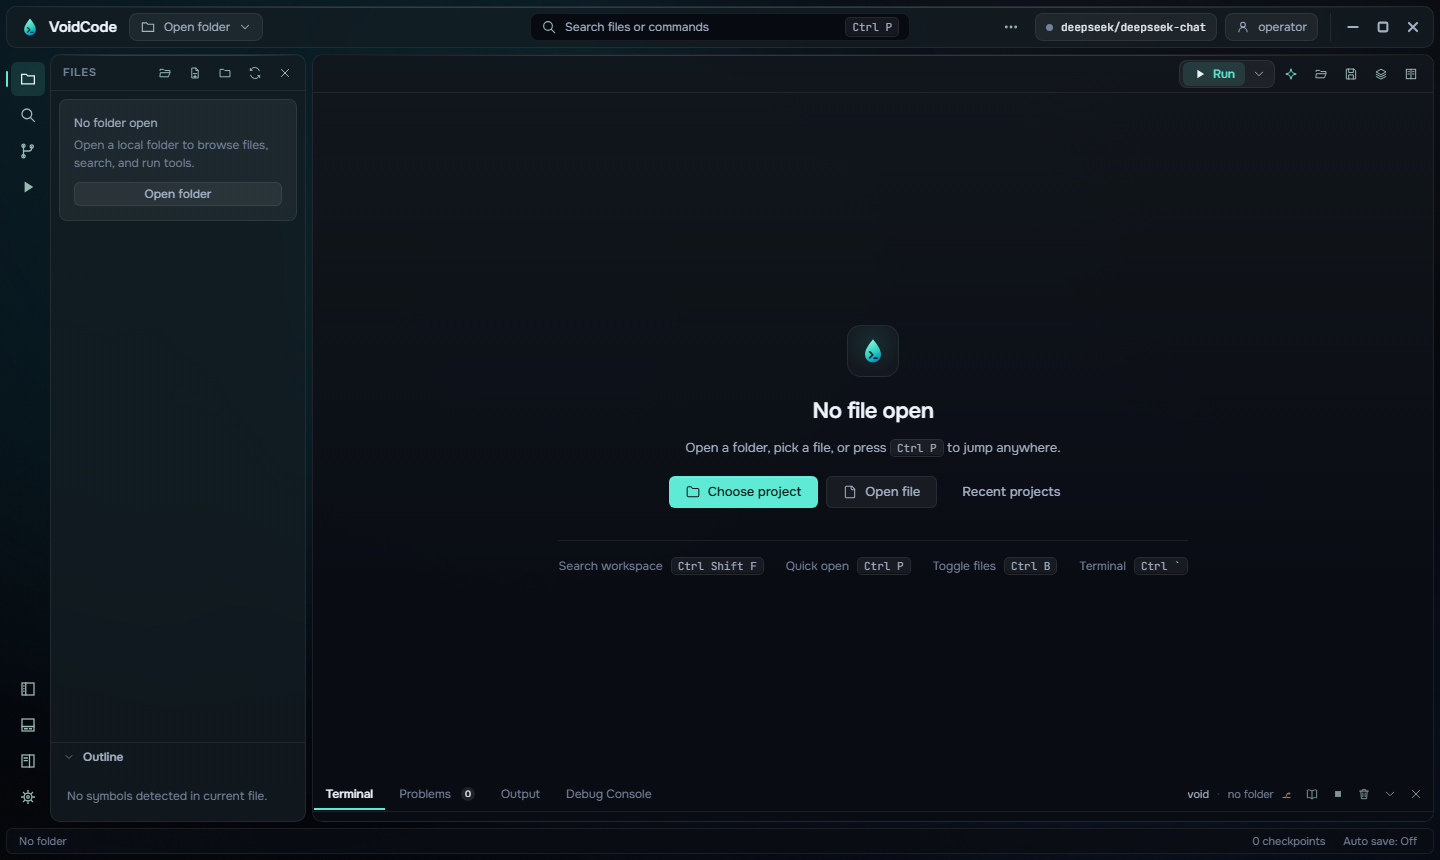 VoidCode
Open folder
Search files or commands
Ctrl P
deepseek/deepseek-chat
operator
FILES
Run
No folder open
Open a local folder to browse files,
search, and run tools.
Open folder
No file open
Open a folder, pick a file, or press Ctrl P to jump anywhere.
Choose project
Open file
Recent projects
Search workspace Ctrl Shift F
Quick open Ctrl P
Toggle files Ctrl B
Terminal Ctrl `
Outline
No symbols detected in current file.
Terminal
Problems 0
Output
Debug Console
void · no folder
No folder
0 checkpoints
Auto save: Off